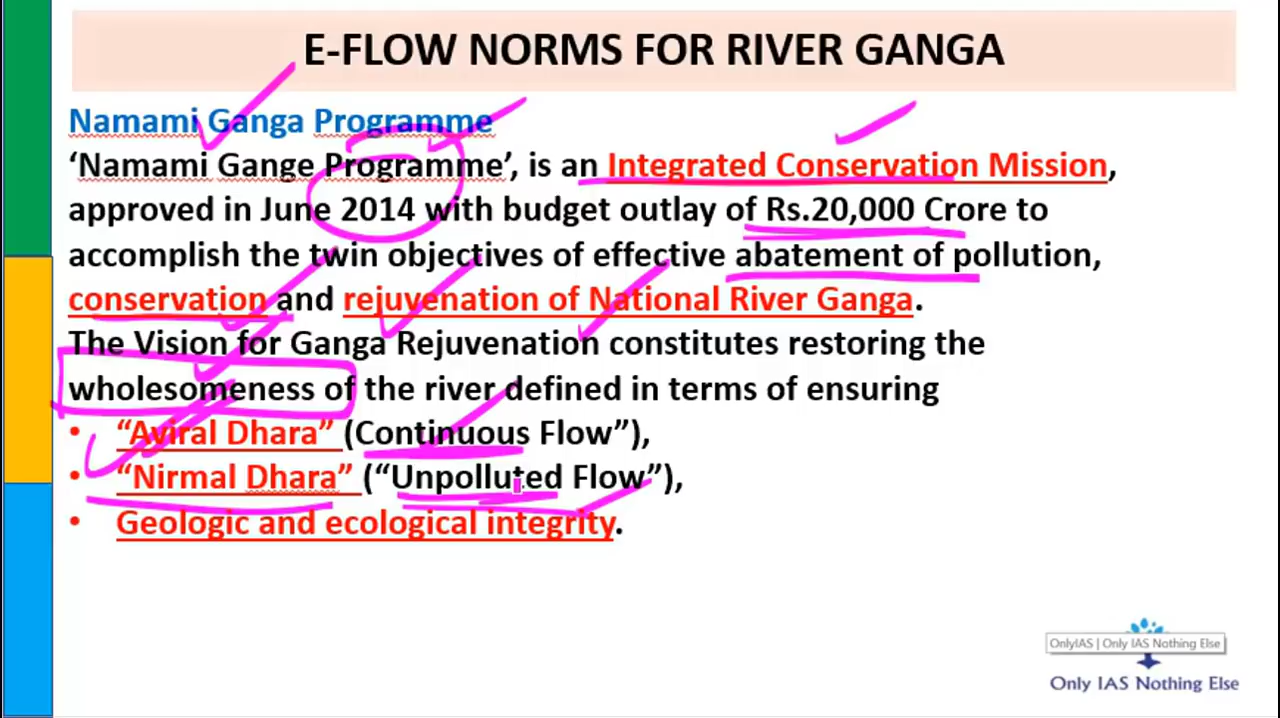 E-FLOW NORMS FOR RIVER GANGA
Namami Ganga Programme
‘Namami Gange Programme’, is an Integrated Conservation Mission,
approved in June 2014 with budget outlay of Rs.20,000 Crore to
accomplish the twin objectives of effective abatement of pollution,
conservation and rejuvenation of National River Ganga.
The Vision for Ganga Rejuvenation constitutes restoring the
wholesomeness of the river defined in terms of ensuring
• “Aviral Dhara” (Continuous Flow”),
• “Nirmal Dhara” (“Unpolluted Flow”),
• Geologic and ecological integrity.
OnlyIAS | Only IAS Nothing Else
Only IAS Nothing Else